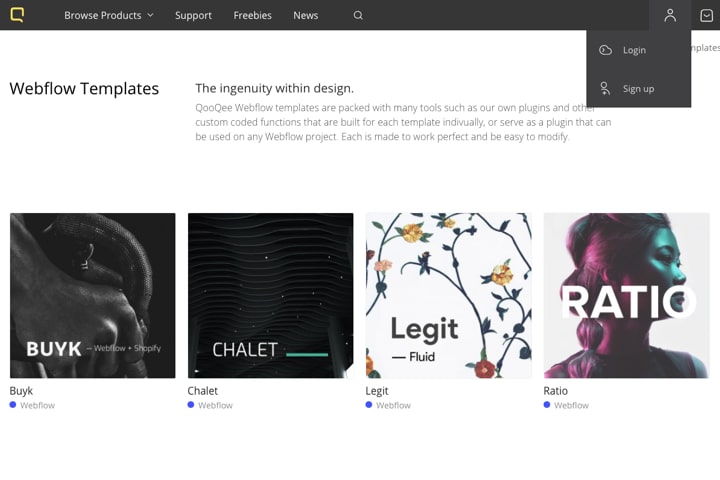 Browse Products Support Freebies News
Login
mplates
Sign up
Webflow Templates
The ingenuity within design.
QooQee Webflow templates are packed with many tools such as our own plugins and other
custom coded functions that are built for each template indivually, or serve as a plugin that can
be used on any Webflow project. Each is made to work perfect and be easy to modify.
BUYK – Webflow + Shopify
CHALET
Legit
— Fluid
RATIO
Buyk
Webflow
Chalet
Webflow
Legit
Webflow
Ratio
Webflow